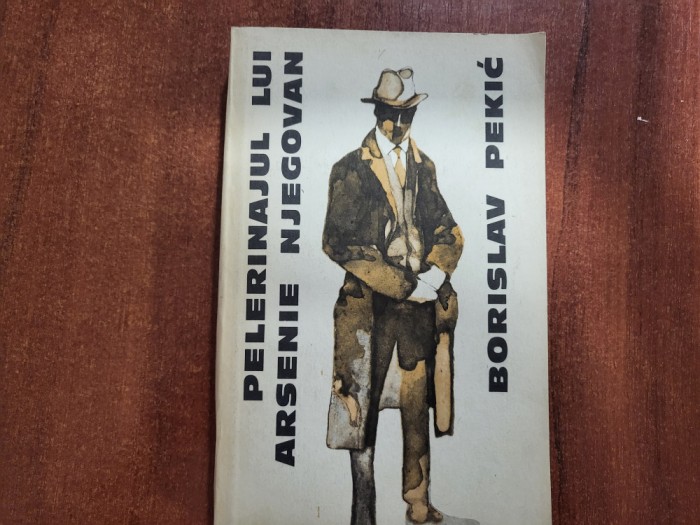 PELERINAJUL LUI
ARSENIE NJEGOVAN
BORISLAV PEKIĆ